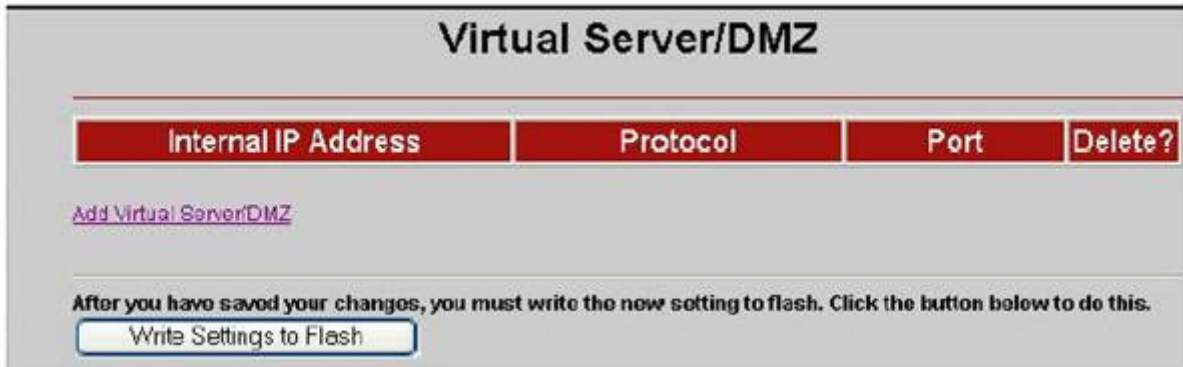 Virtual Server/DMZ
Internal IP Address Protocol Port Delete?
Add Virtual Server/DMZ
After you have saved your changes, you must write the new setting to flash. Click the button below to do this.
Write Settings to Flash